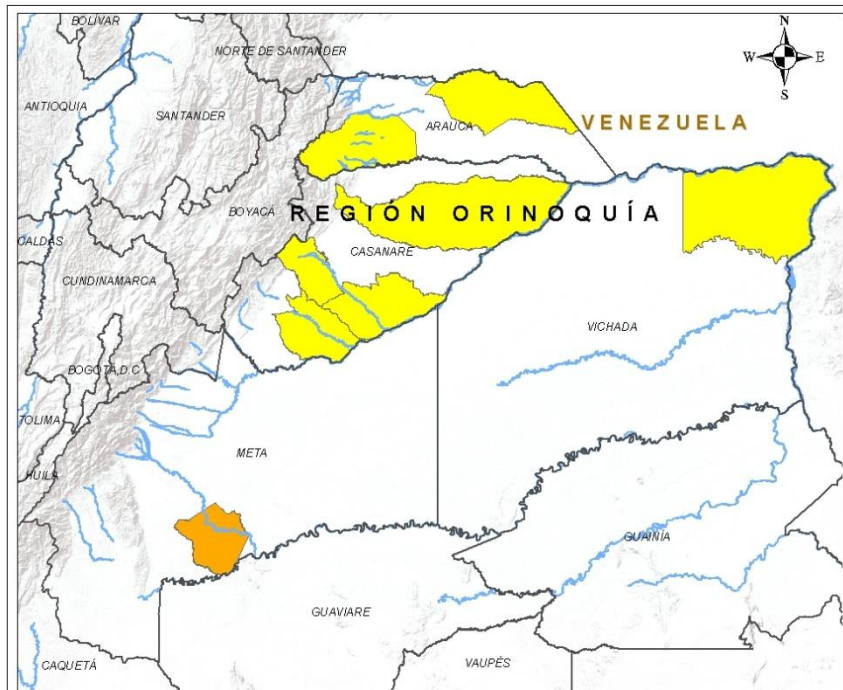 BOLÍVAR
NORTE DE SANTANDER
N
W E
S
ANTIOQUIA
SANTANDER
ARAUCA
VENEZUELA
BOYACÁ
REGIÓN ORINOQUÍA
CALDAS
CASANARE
CUNDINAMARCA
VICHADA
BOGOTÁ, D.C
TOLIMA
META
HUILA
GUAINÍA
GUAVIARE
CAQUETÁ
VAUPÉS